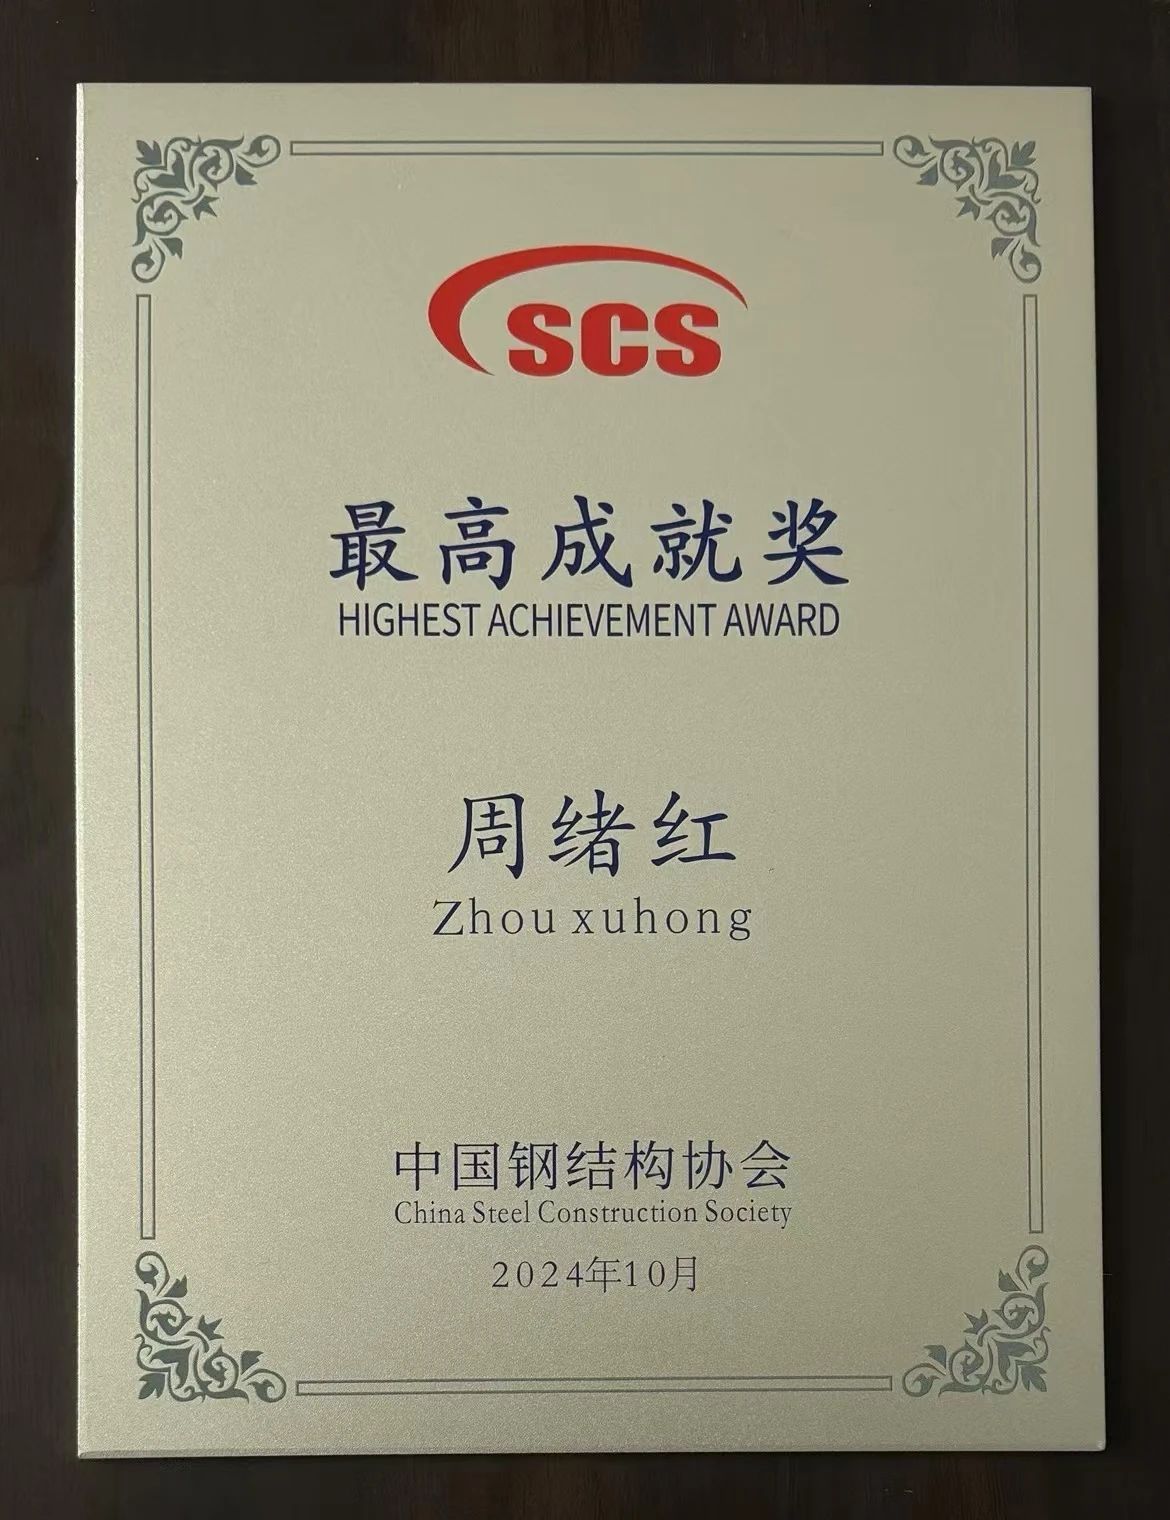 SCS
最高成就奖
HIGHEST ACHIEVEMENT AWARD
周绪红
Zhou xuhong
中国钢结构协会
China Steel Construction Society
2024年10月